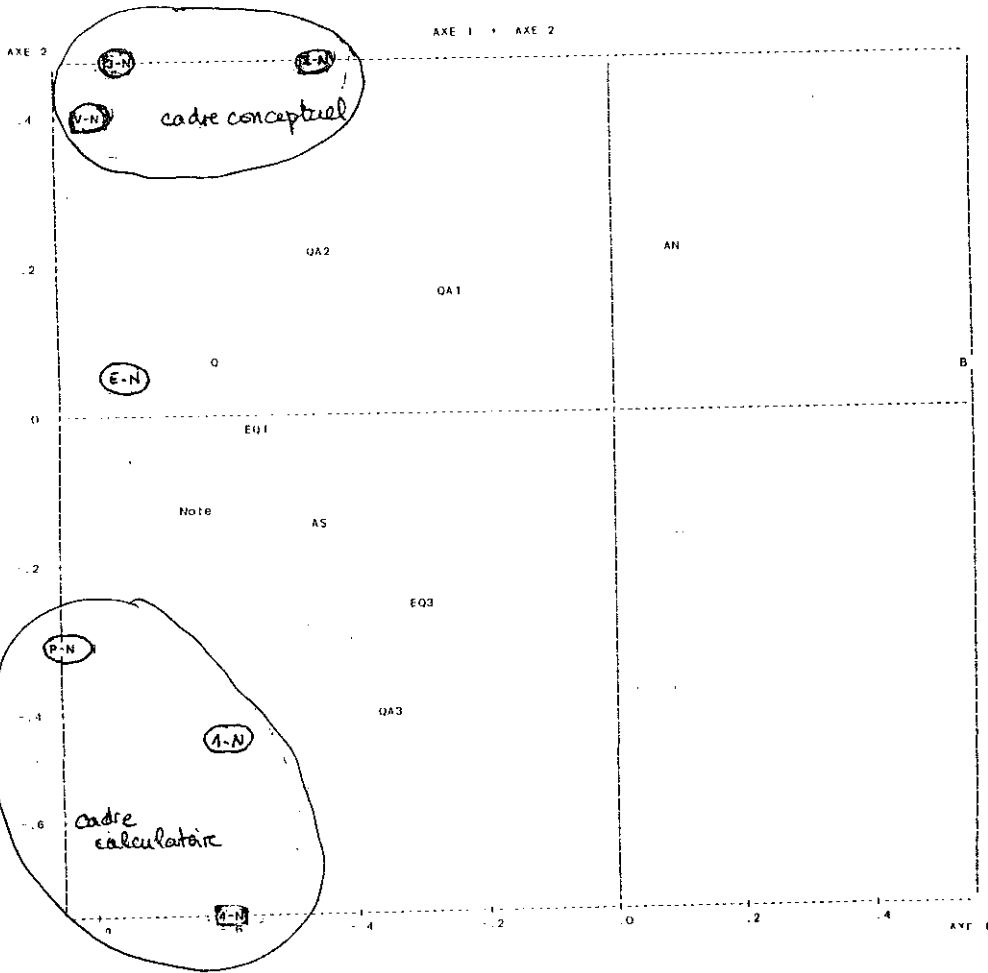 AXE 1 * AXE 2
AXE 2
V-N
cadre conceptuel
.4
QA2
AN
.2
QA1
Q
B
E-N
0
EQ1
Note
AS
-.2
EQ3
P-N
-.4
QA3
1-N
-.6
cadre
calculatoire
4-N
-.4
-.2
.0
.2
.4
AXE